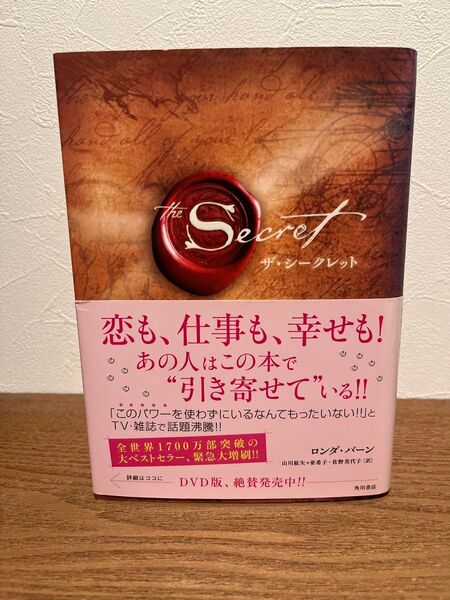 the Secret
ザ・シークレット
恋も、仕事も、幸せも!
あの人はこの本で
“引き寄せて”いる!!
「このパワーを使わずにいるなんてもったいない!」と
TV・雑誌で話題沸騰!!
全世界1700万部突破の
大ベストセラー、緊急大増刷!!
ロンダ・バーン
山川紘矢+亜希子・佐野美代子〔訳〕
詳細はココに
DVD版、絶賛発売中!!
角川書店